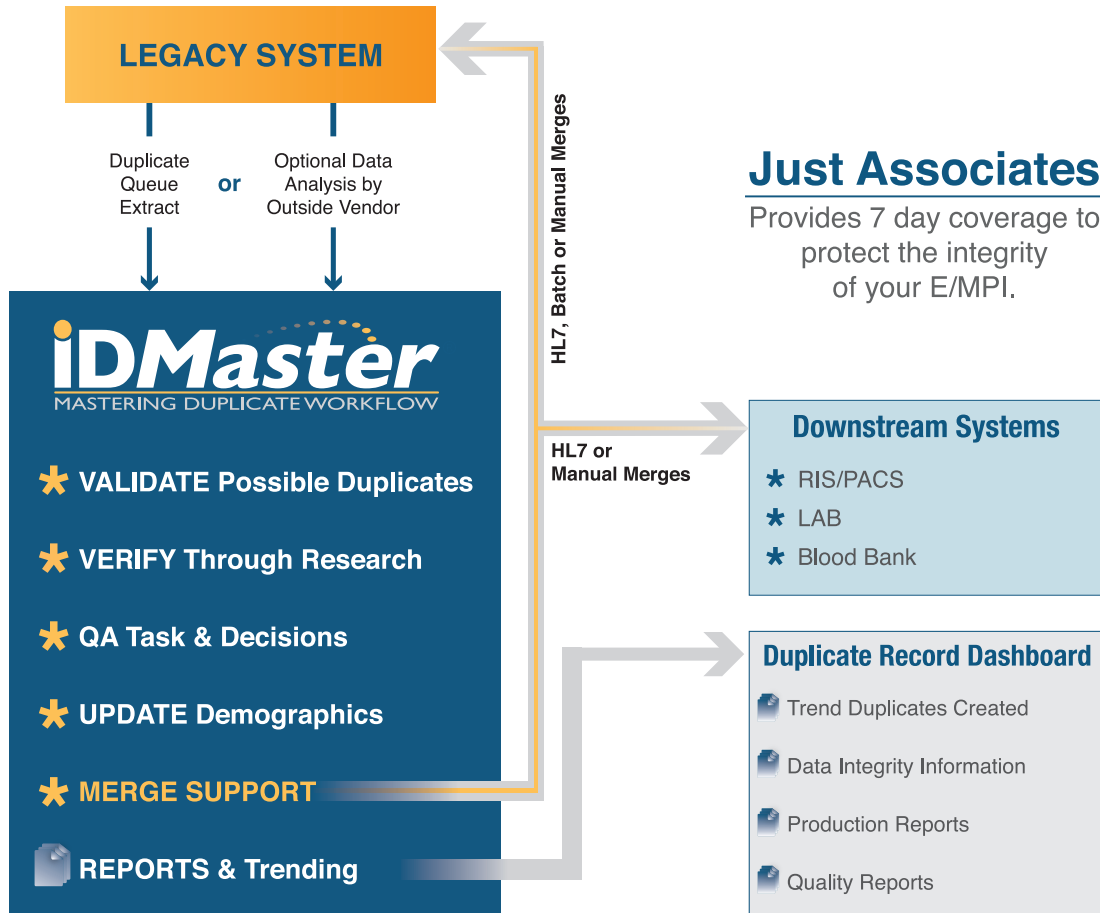 LEGACY SYSTEM
Duplicate
Queue
Extract
or
Optional Data
Analysis by
Outside Vendor
HL7, Batch or Manual Merges
Just Associates
Provides 7 day coverage to
protect the integrity
of your E/MPI.
iDMaster
MASTERING DUPLICATE WORKFLOW
* VALIDATE Possible Duplicates
* VERIFY Through Research
* QA Task & Decisions
* UPDATE Demographics
* MERGE SUPPORT
REPORTS & Trending
HL7 or
Manual Merges
Downstream Systems
* RIS/PACS
* LAB
* Blood Bank
Duplicate Record Dashboard
Trend Duplicates Created
Data Integrity Information
Production Reports
Quality Reports